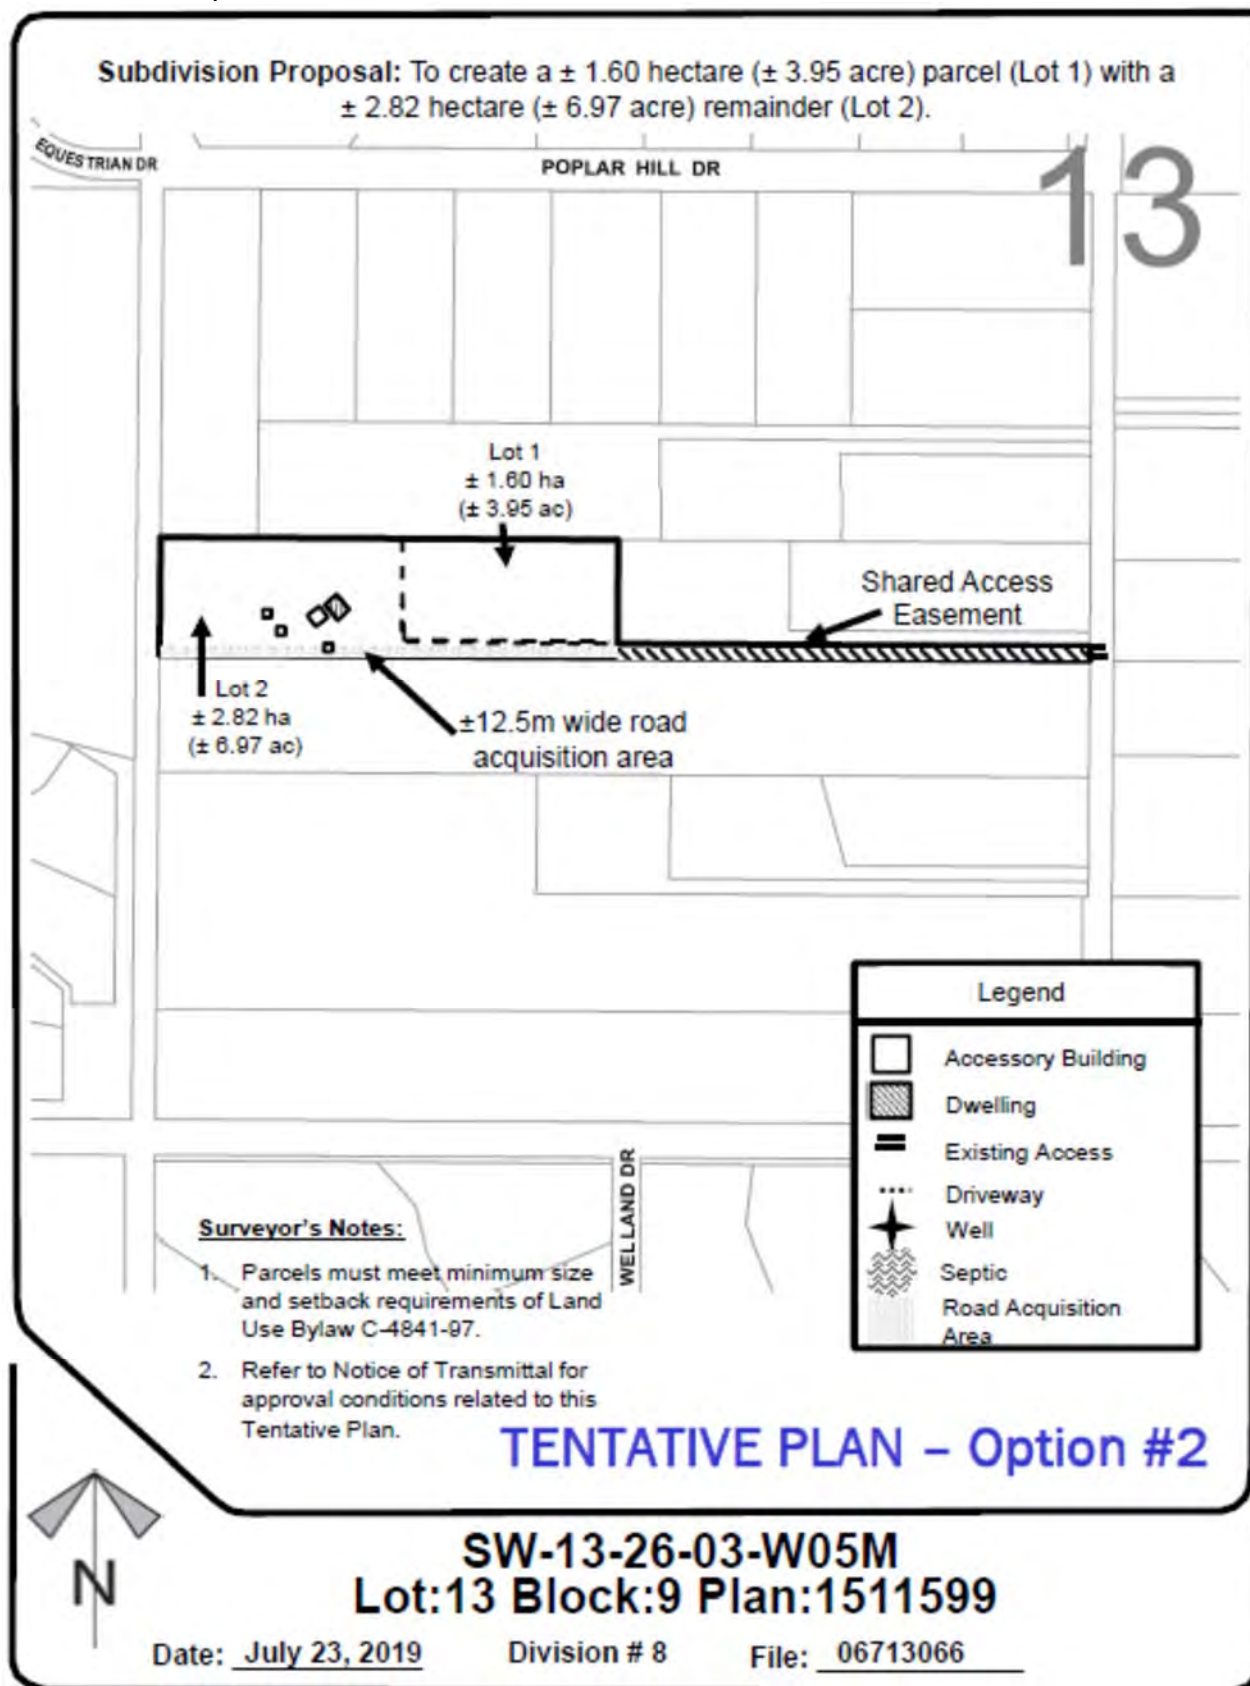 Subdivision Proposal: To create a ± 1.60 hectare (± 3.95 acre) parcel (Lot 1) with a
± 2.82 hectare (± 6.97 acre) remainder (Lot 2).
EQUESTRIAN DR
POPLAR HILL DR
13
Lot 1
± 1.60 ha
(± 3.95 ac)
Shared Access
Easement
Lot 2
± 2.82 ha
(± 6.97 ac)
±12.5m wide road
acquisition area
Legend
Accessory Building
Dwelling
Existing Access
Driveway
Well
Septic
Road Acquisition
Area
WELLAND DR
Surveyor's Notes:
1. Parcels must meet minimum size
and setback requirements of Land
Use Bylaw C-4841-97.
2. Refer to Notice of Transmittal for
approval conditions related to this
Tentative Plan.
TENTATIVE PLAN – Option #2
N
SW-13-26-03-W05M
Lot:13 Block:9 Plan:1511599
Date: July 23, 2019 Division # 8 File: 06713066